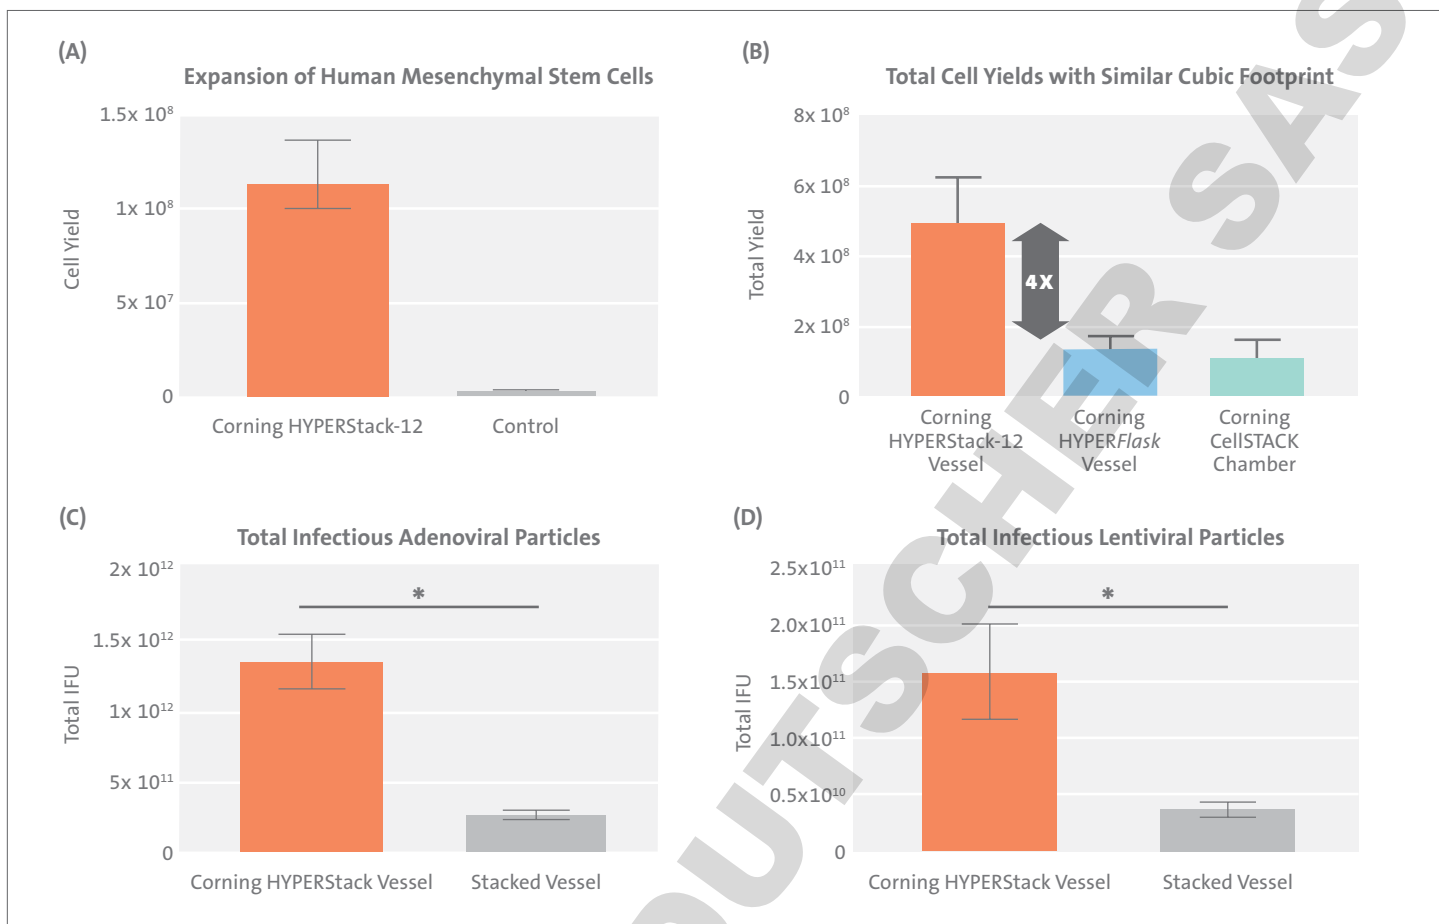 (A)
Expansion of Human Mesenchymal Stem Cells
1.5x 10⁸
1x 10⁸
5x 10⁷
0
Cell Yield
Corning HYPERStack-12
Control
(B)
Total Cell Yields with Similar Cubic Footprint
8x 10⁸
6x 10⁸
4x 10⁸
2x 10⁸
0
Total Yield
4X
Corning
HYPERStack-12
Vessel
Corning
HYPERFlask
Vessel
Corning
CellSTACK
Chamber
(C)
Total Infectious Adenoviral Particles
2x 10¹²
1.5x 10¹²
1x 10¹²
5x 10¹¹
0
Total IFU
*
Corning HYPERStack Vessel
Stacked Vessel
(D)
Total Infectious Lentiviral Particles
2.5x10¹¹
2.0x10¹¹
1.5x10¹¹
1.0x10¹¹
0.5x10¹⁰
0
Total IFU
*
Corning HYPERStack Vessel
Stacked Vessel
OUTSCHER SAS